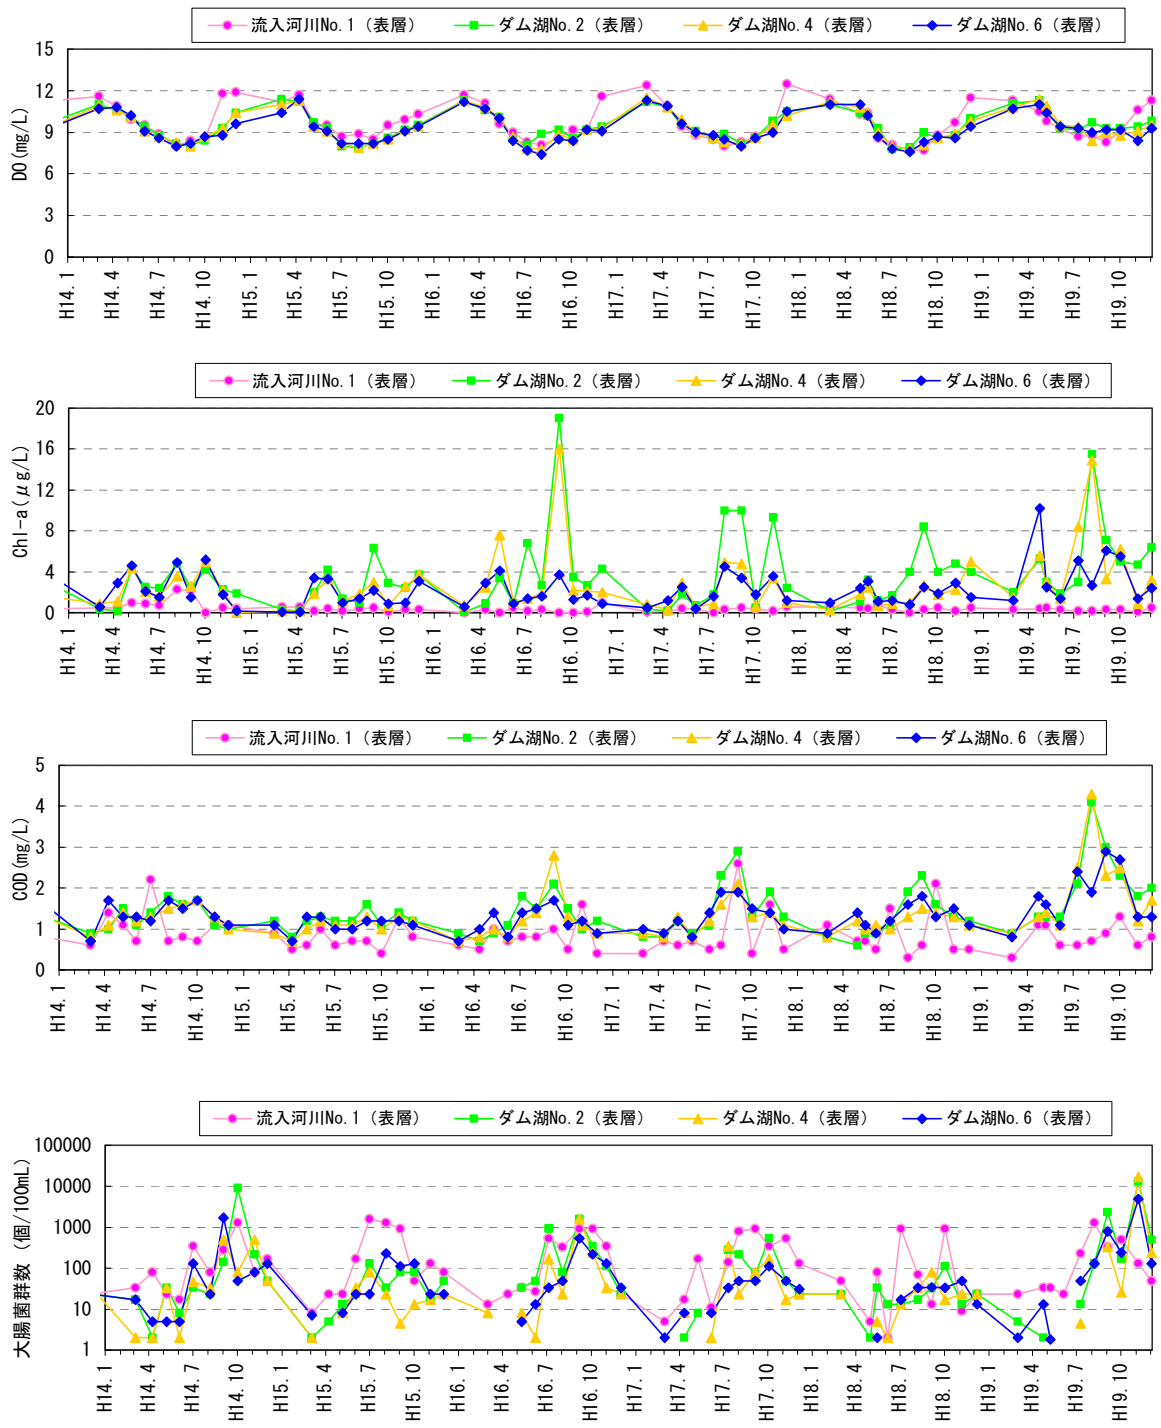 流入河川No.1（表層） ダム湖No.2（表層） ダム湖No.4（表層） ダム湖No.6（表層）
DO(mg/L)
15
12
9
6
3
0
H14.1 H14.4 H14.7 H14.10 H15.1 H15.4 H15.7 H15.10 H16.1 H16.4 H16.7 H16.10 H17.1 H17.4 H17.7 H17.10 H18.1 H18.4 H18.7 H18.10 H19.1 H19.4 H19.7 H19.10
流入河川No.1（表層） ダム湖No.2（表層） ダム湖No.4（表層） ダム湖No.6（表層）
Chl-a(μg/L)
20
16
12
8
4
0
H14.1 H14.4 H14.7 H14.10 H15.1 H15.4 H15.7 H15.10 H16.1 H16.4 H16.7 H16.10 H17.1 H17.4 H17.7 H17.10 H18.1 H18.4 H18.7 H18.10 H19.1 H19.4 H19.7 H19.10
流入河川No.1（表層） ダム湖No.2（表層） ダム湖No.4（表層） ダム湖No.6（表層）
COD(mg/L)
5
4
3
2
1
0
H14.1 H14.4 H14.7 H14.10 H15.1 H15.4 H15.7 H15.10 H16.1 H16.4 H16.7 H16.10 H17.1 H17.4 H17.7 H17.10 H18.1 H18.4 H18.7 H18.10 H19.1 H19.4 H19.7 H19.10
流入河川No.1（表層） ダム湖No.2（表層） ダム湖No.4（表層） ダム湖No.6（表層）
大腸菌群数（個/100mL）
100000
10000
1000
100
10
1
H14.1 H14.4 H14.7 H14.10 H15.1 H15.4 H15.7 H15.10 H16.1 H16.4 H16.7 H16.10 H17.1 H17.4 H17.7 H17.10 H18.1 H18.4 H18.7 H18.10 H19.1 H19.4 H19.7 H19.10